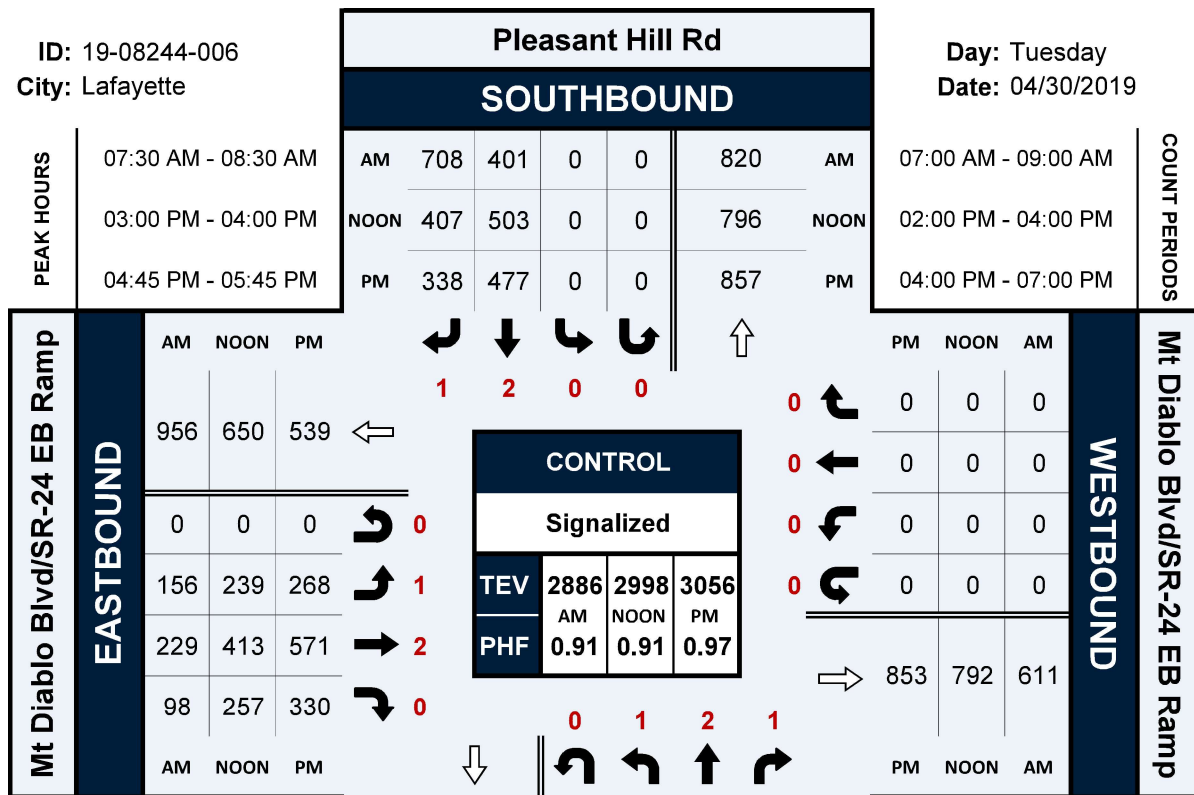 ID: 19-08244-006
City: Lafayette
Pleasant Hill Rd
SOUTHBOUND
Day: Tuesday
Date: 04/30/2019
PEAK HOURS
07:30 AM - 08:30 AM
03:00 PM - 04:00 PM
04:45 PM - 05:45 PM
AM 708 401 0 0 820 AM
NOON 407 503 0 0 796 NOON
PM 338 477 0 0 857 PM
07:00 AM - 09:00 AM
02:00 PM - 04:00 PM
04:00 PM - 07:00 PM
COUNT PERIODS
1 2 0 0
Mt Diablo Blvd/SR-24 EB Ramp
EASTBOUND
AM NOON PM
956 650 539
0 0 0 0
156 239 268 1
229 413 571 2
98 257 330 0
AM NOON PM
CONTROL
Signalized
TEV 2886 2998 3056
AM NOON PM
PHF 0.91 0.91 0.97
PM NOON AM
0 0 0 0
0 0 0 0
0 0 0 0
0 0 0 0
853 792 611
PM NOON AM
WESTBOUND
Mt Diablo Blvd/SR-24 EB Ramp
0 1 2 1